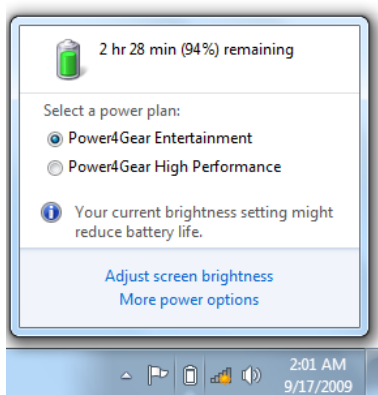 2 hr 28 min (94%) remaining
Select a power plan:
Power4Gear Entertainment
Power4Gear High Performance
Your current brightness setting might
reduce battery life.
Adjust screen brightness
More power options
2:01 AM
9/17/2009